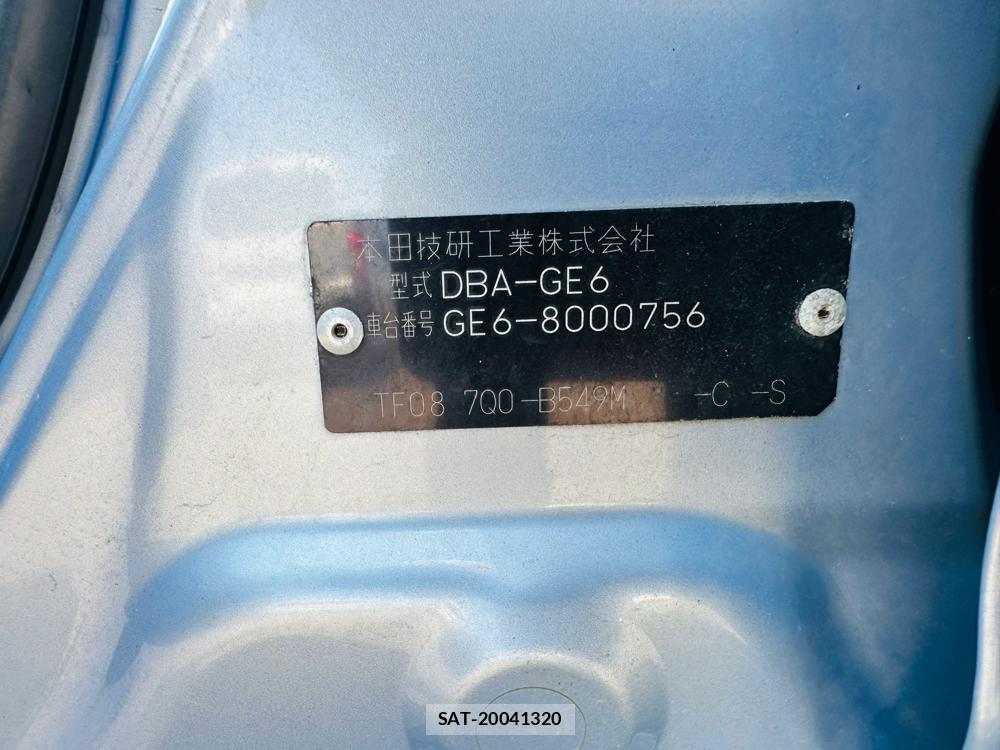 本田技研工業株式会社
型式 DBA-GE6
車台番号 GE6-8000756
TF08 7Q0-B549M -C -S
SAT-20041320